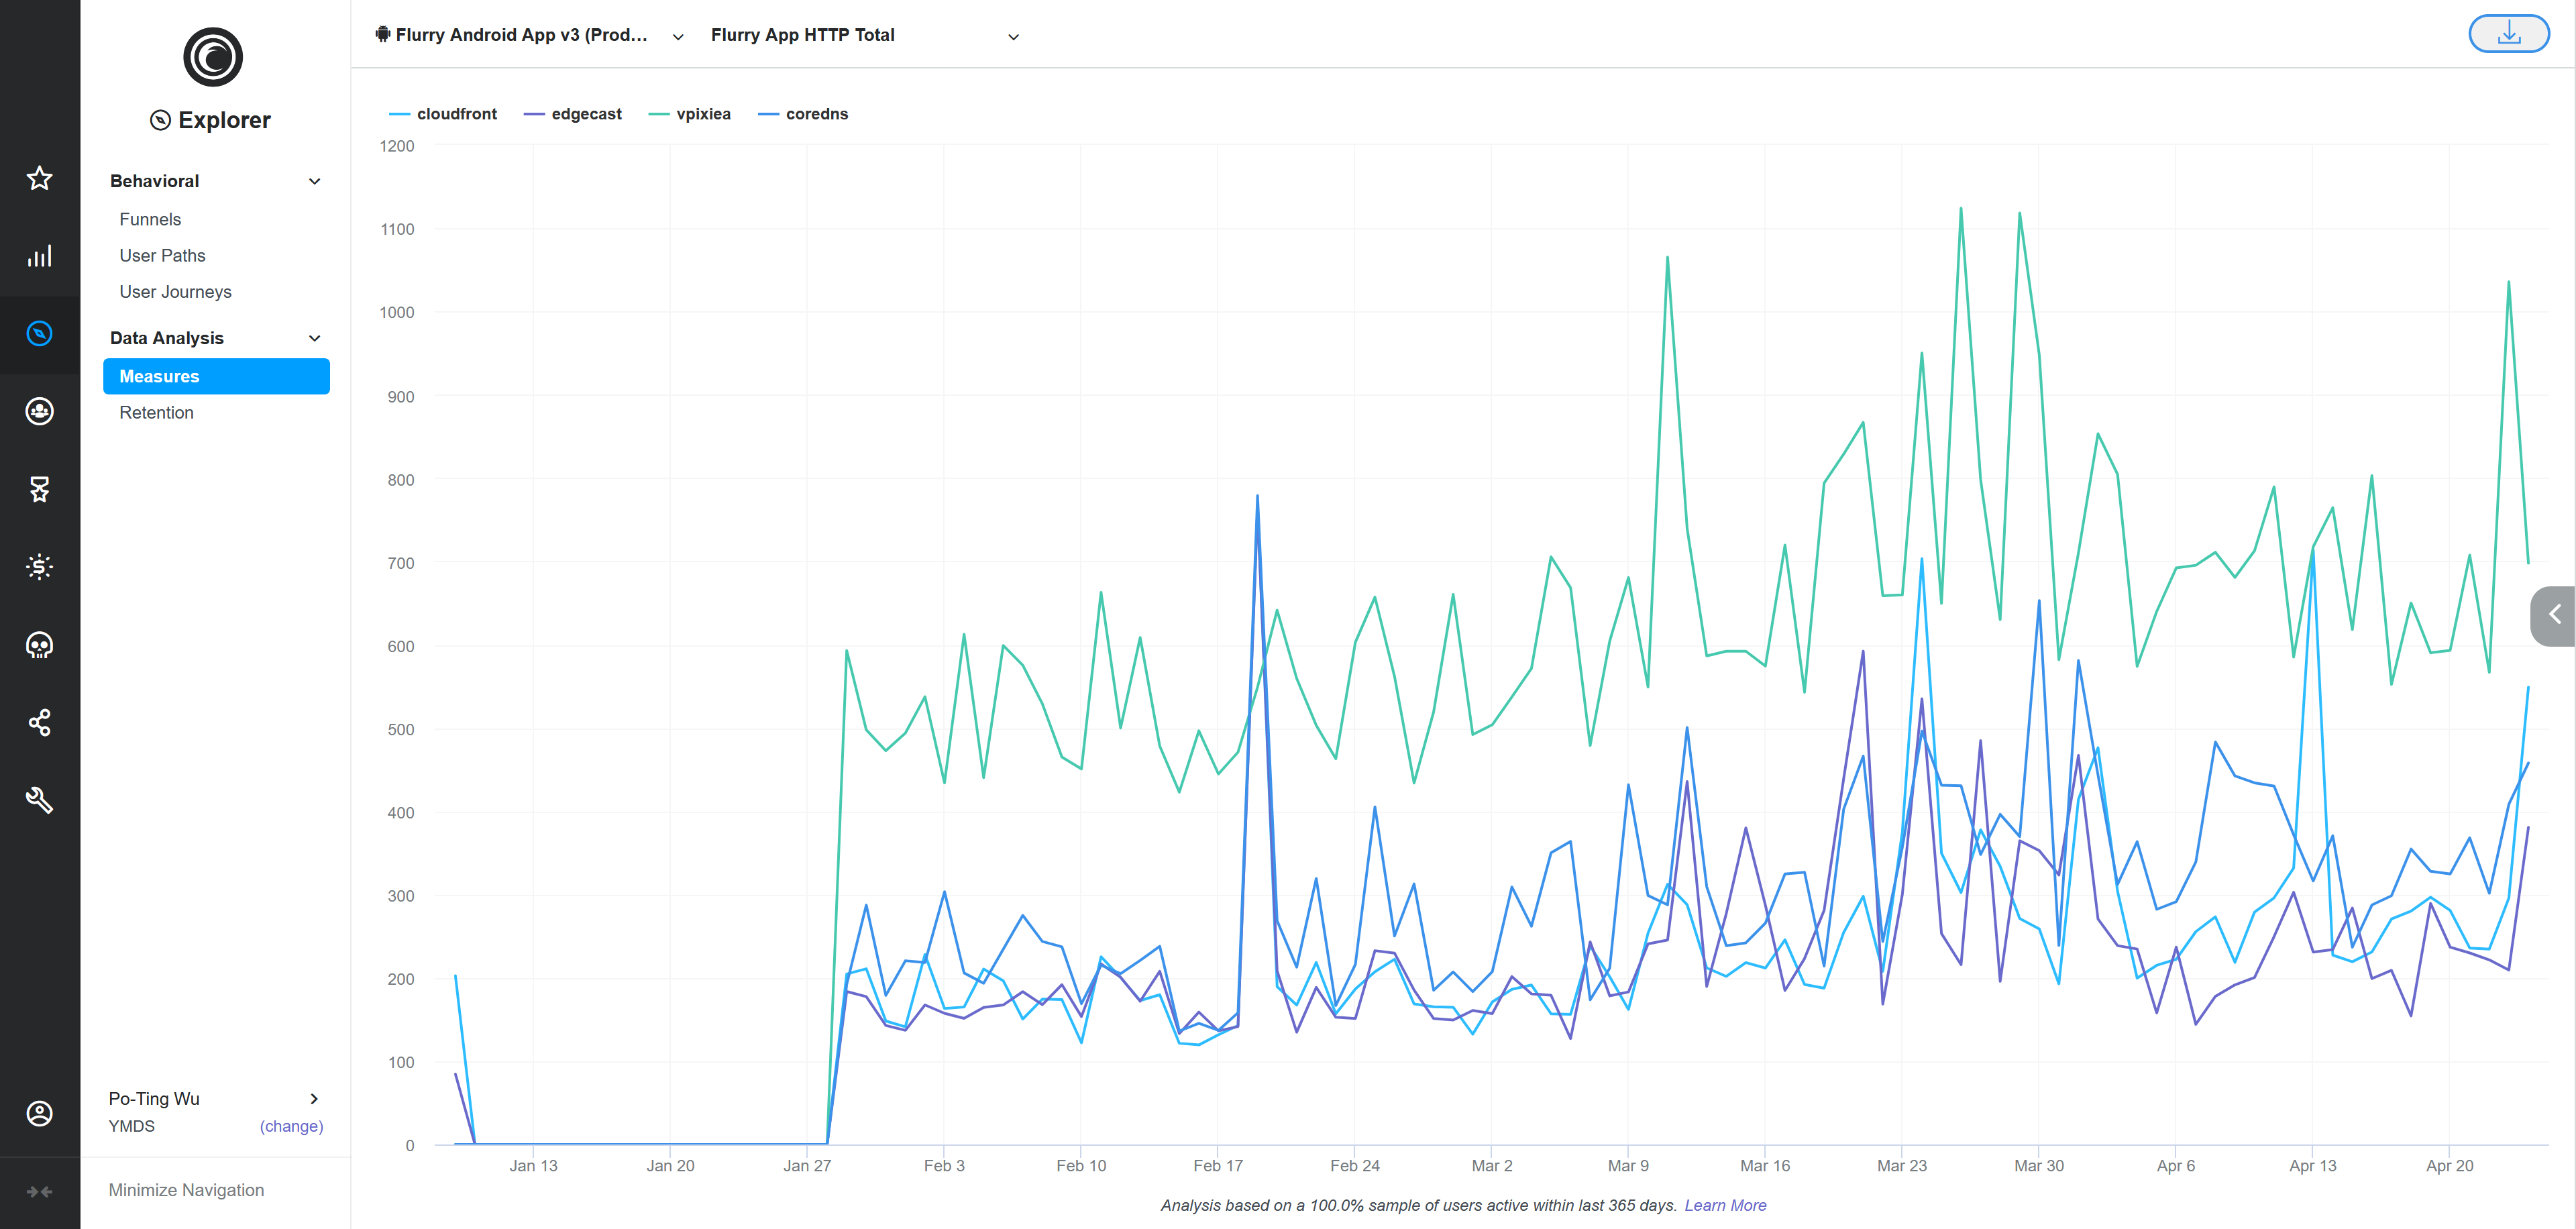 Flurry Android App v3 (Prod...
Flurry App HTTP Total
Explorer
Behavioral
Funnels
User Paths
User Journeys
Data Analysis
Measures
Retention
Po-Ting Wu
YMDS (change)
Minimize Navigation
cloudfront edgecast vpixiea coredns
1200
1100
1000
900
800
700
600
500
400
300
200
100
0
Jan 13 Jan 20 Jan 27 Feb 3 Feb 10 Feb 17 Feb 24 Mar 2 Mar 9 Mar 16 Mar 23 Mar 30 Apr 6 Apr 13 Apr 20
Analysis based on a 100.0% sample of users active within last 365 days. Learn More